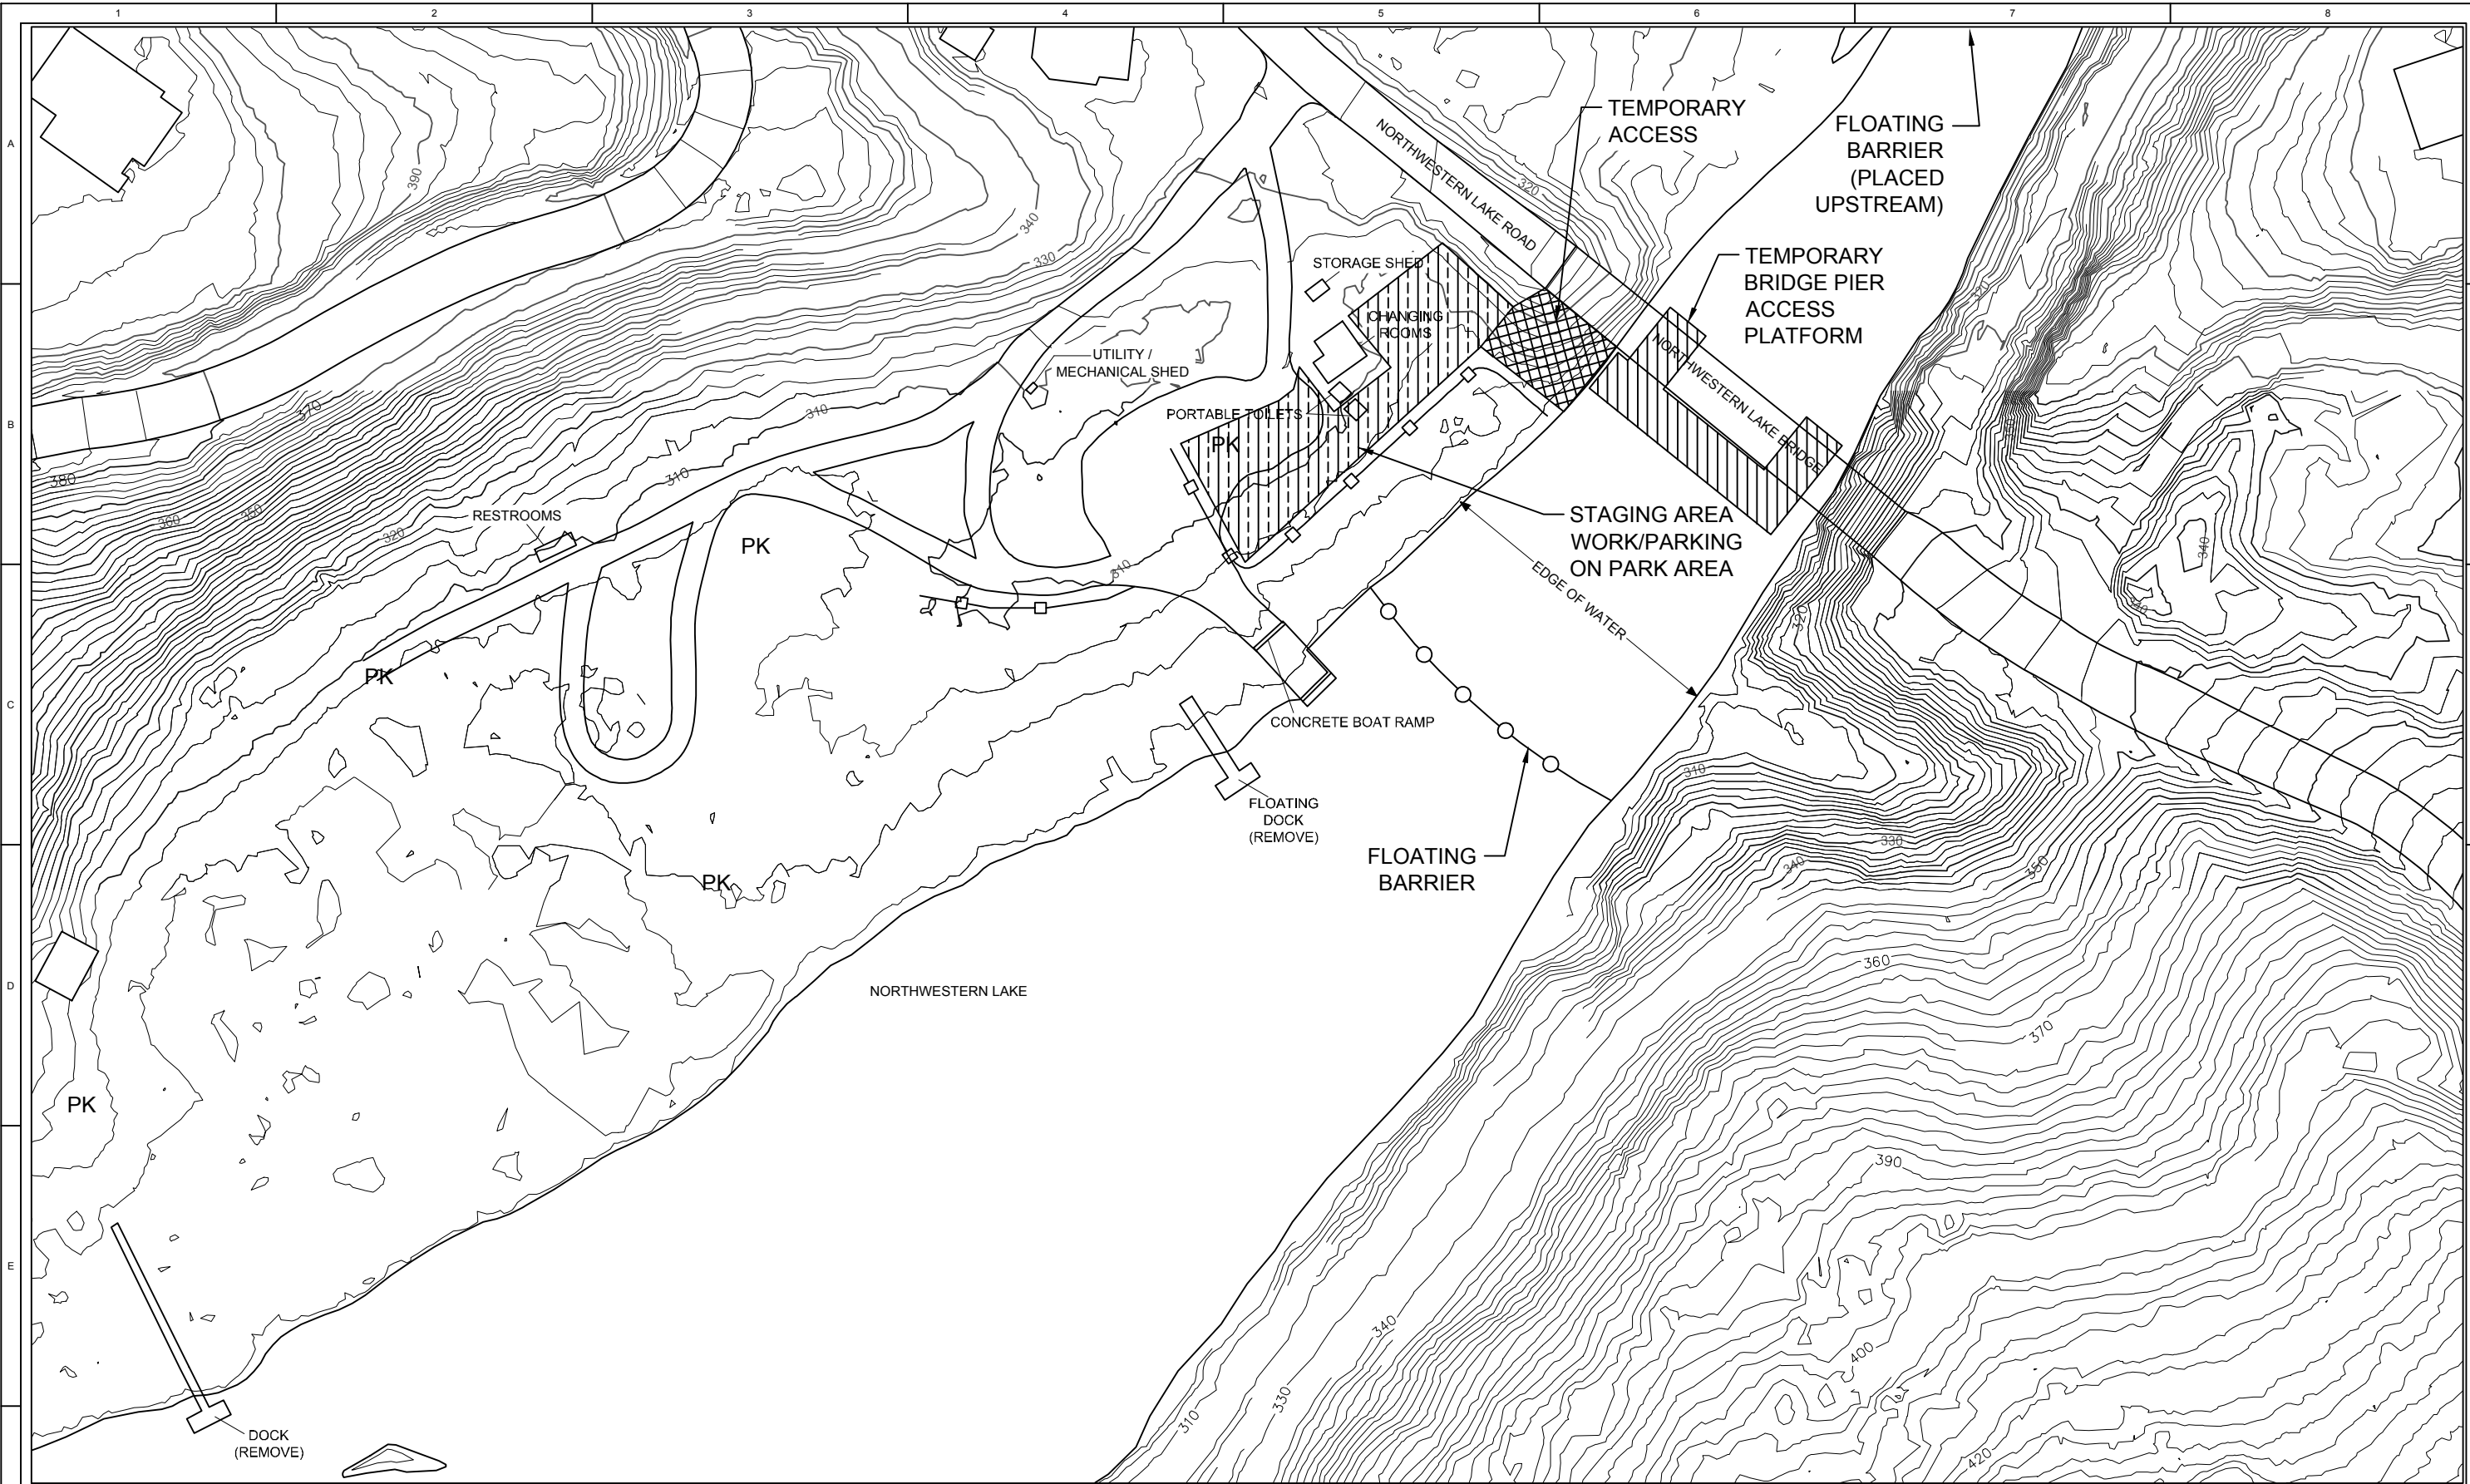 1 2 3 4 5 6 7 8
A
B
C
D
E
TEMPORARY
ACCESS
FLOATING
BARRIER
(PLACED
UPSTREAM)
NORTHWESTERN LAKE ROAD
320
390
340
330
STORAGE SHED
CHANGING
ROOMS
TEMPORARY
BRIDGE PIER
ACCESS
PLATFORM
320
NORTHWESTERN LAKE BRIDGE
UTILITY /
MECHANICAL SHED
PORTABLE TOILETS
PK
370
310
310
380
360
350
320
RESTROOMS
PK
310
STAGING AREA
WORK/PARKING
ON PARK AREA
EDGE OF WATER
340
340
320
PK
CONCRETE BOAT RAMP
310
FLOATING
DOCK
(REMOVE)
FLOATING
BARRIER
330
340
350
PK
360
NORTHWESTERN LAKE
370
PK
390
340
400
330
310
420
DOCK
(REMOVE)